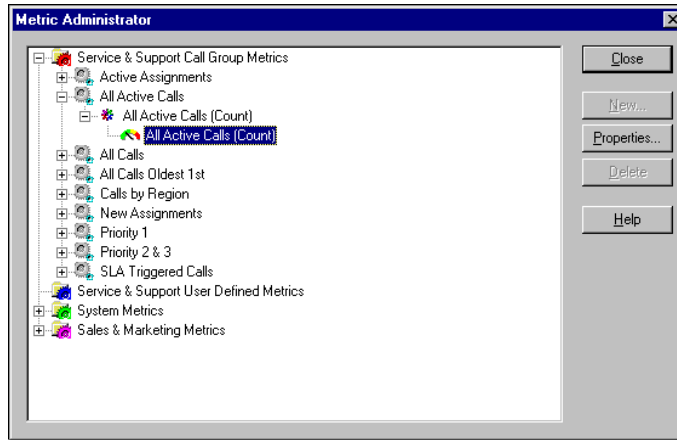 Metric Administrator
Service & Support Call Group Metrics
Active Assignments
All Active Calls
All Active Calls (Count)
All Active Calls (Count)
All Calls
All Calls Oldest 1st
Calls by Region
New Assignments
Priority 1
Priority 2 & 3
SLA Triggered Calls
Service & Support User Defined Metrics
System Metrics
Sales & Marketing Metrics
Close
New...
Properties...
Delete
Help